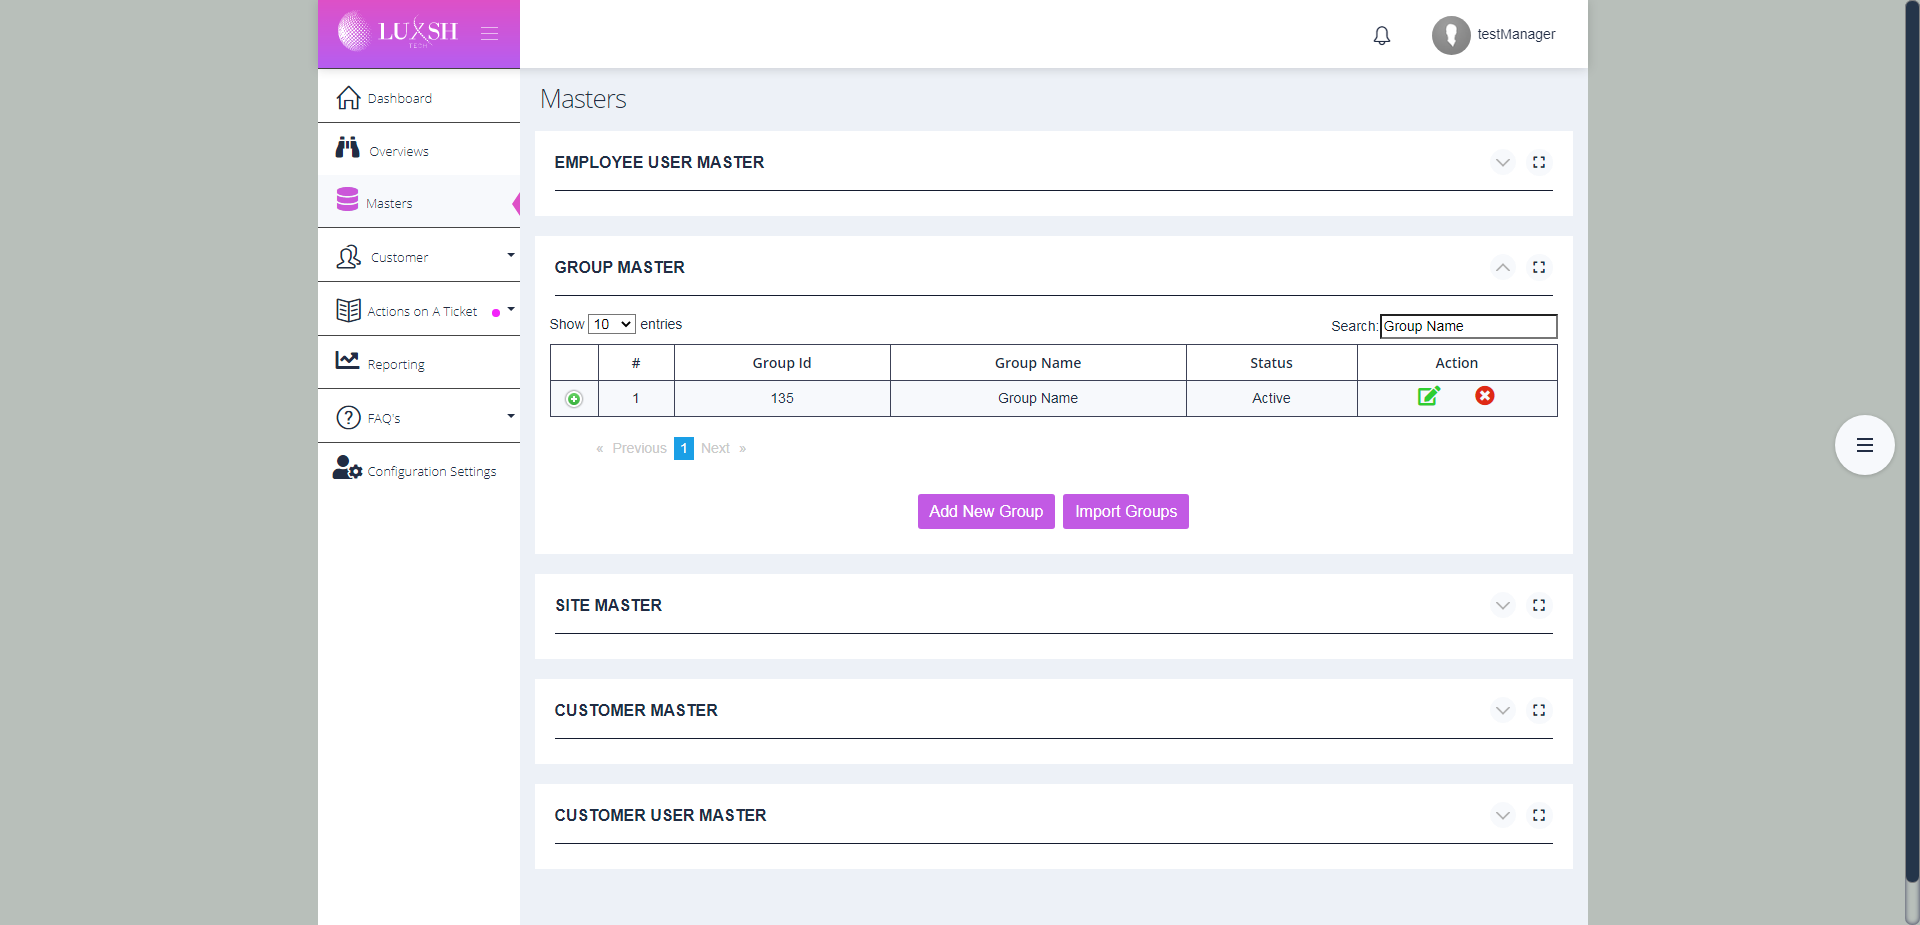 LUXSH
TECH
testManager
Dashboard
Overviews
Masters
Customer
Actions on A Ticket
Reporting
FAQ's
Configuration Settings
Masters
EMPLOYEE USER MASTER
GROUP MASTER
Show 10 entries
Search: Group Name
# Group Id Group Name Status Action
1 135 Group Name Active
« Previous 1 Next »
Add New Group Import Groups
SITE MASTER
CUSTOMER MASTER
CUSTOMER USER MASTER